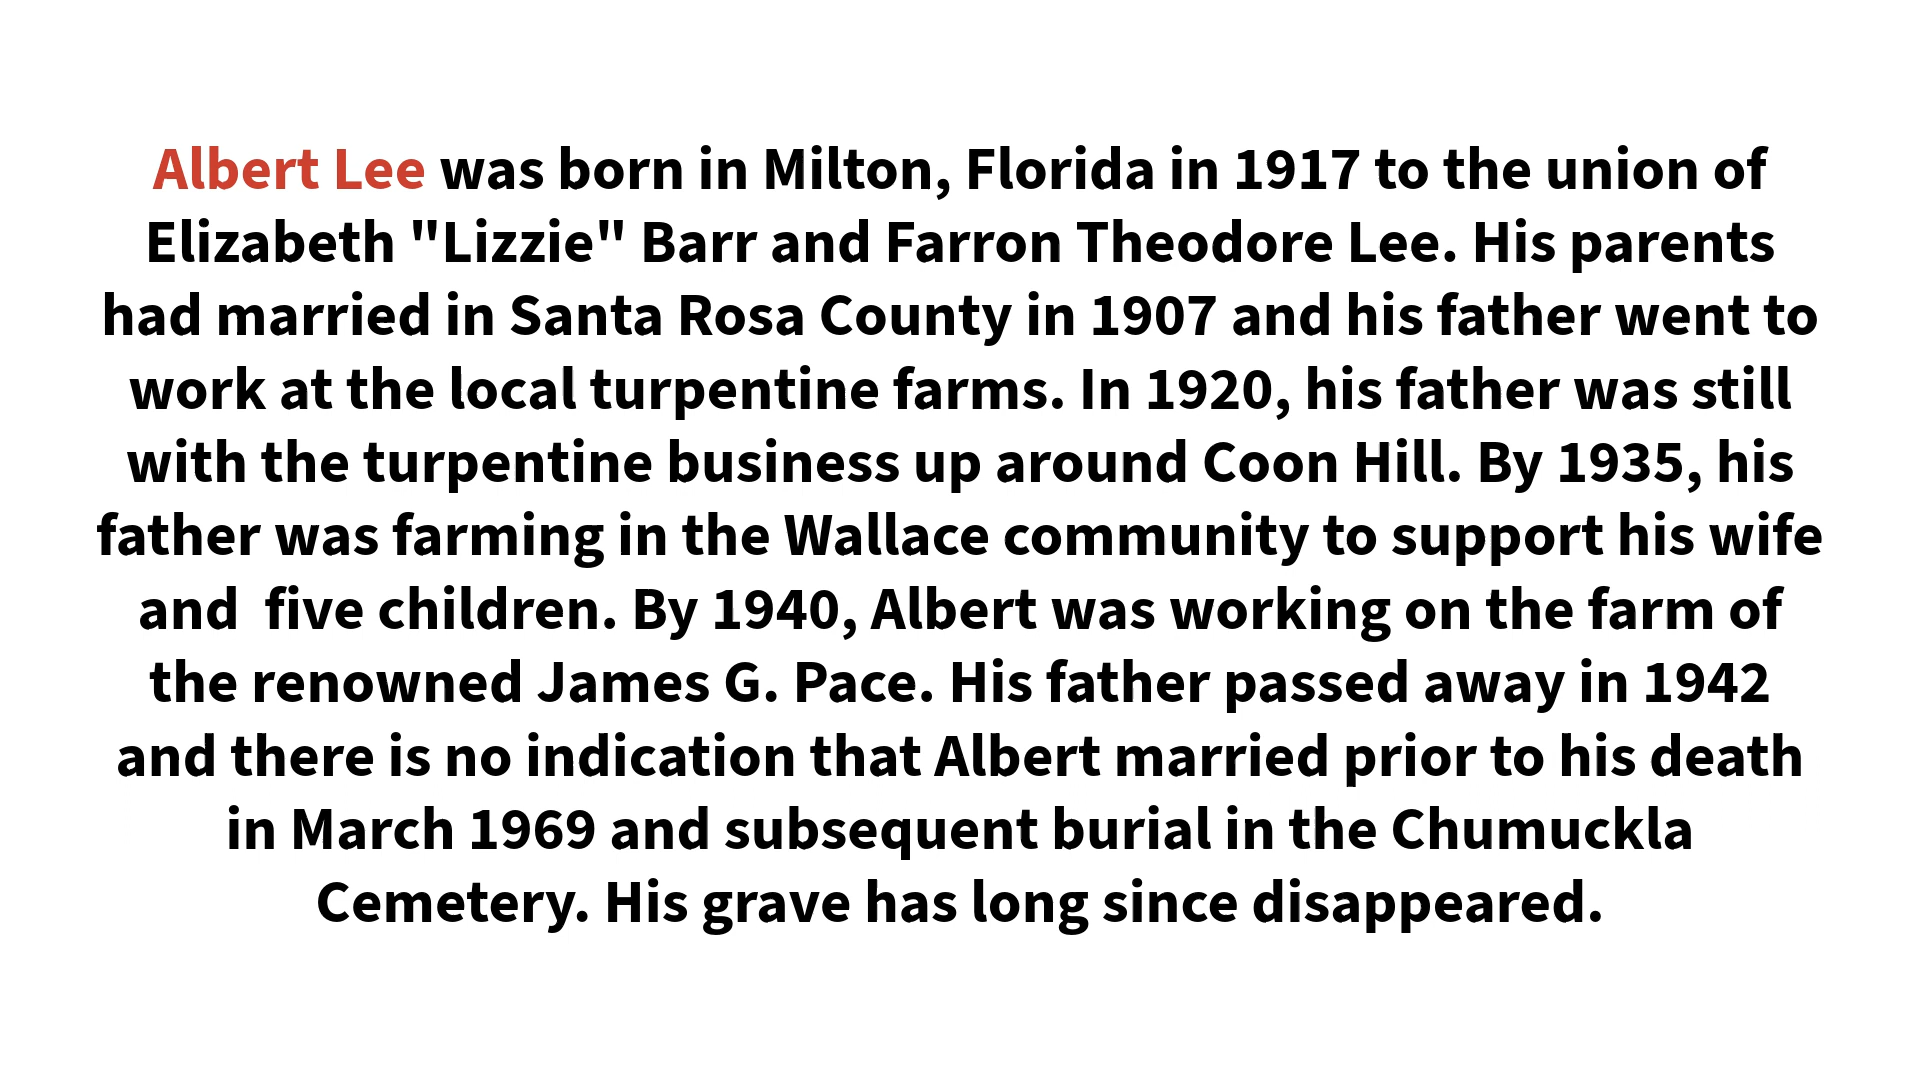 Albert Lee was born in Milton, Florida in 1917 to the union of
Elizabeth "Lizzie" Barr and Farron Theodore Lee. His parents
had married in Santa Rosa County in 1907 and his father went to
work at the local turpentine farms. In 1920, his father was still
with the turpentine business up around Coon Hill. By 1935, his
father was farming in the Wallace community to support his wife
and  five children. By 1940, Albert was working on the farm of
the renowned James G. Pace. His father passed away in 1942
and there is no indication that Albert married prior to his death
in March 1969 and subsequent burial in the Chumuckla
Cemetery. His grave has long since disappeared.